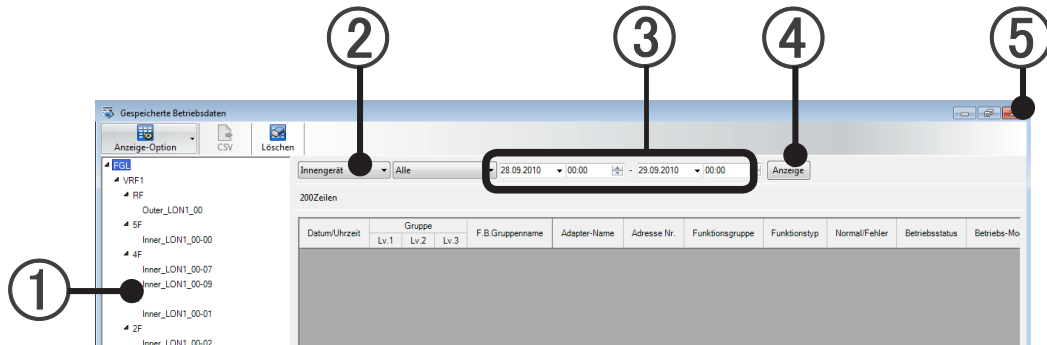 ② ③ ④ ⑤
Gespeicherte Betriebsdaten
Anzeige-Option CSV Löschen
FGL
Innengerät Alle 28.09.2010 00:00 - 29.09.2010 00:00 Anzeige
VRF1
RF
200Zeilen
Outer_LON1_00
5F
Datum/Uhrzeit Gruppe F.B.Gruppenname Adapter-Name Adresse Nr. Funktionsgruppe Funktionstyp Normal/Fehler Betriebsstatus
Lv.1 Lv.2 Lv.3
Inner_LON1_00-00
4F
Inner_LON1_00-07
① Inner_LON1_00-09
Inner_LON1_00-01
2F
Inner_LON1_00-02